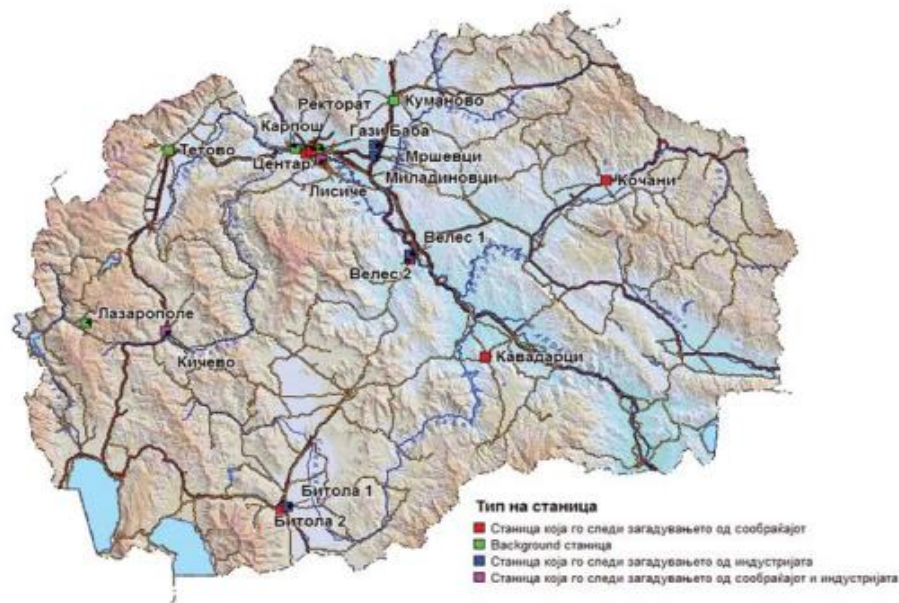 Ректорат
Куманово
Карпош
Гази Баба
Тетово
Мршевци
Центар
Миладиновци
Кочани
Лисиче
Велес 1
Велес 2
Лазарополе
Кичево
Кавадарци
Битола 1
Битола 2
Тип на станица
Станица која го следи загадувањето од сообраќајот
Background станица
Станица која го следи загадувањето од индустријата
Станица која го следи загадувањето од сообраќајот и индустријата